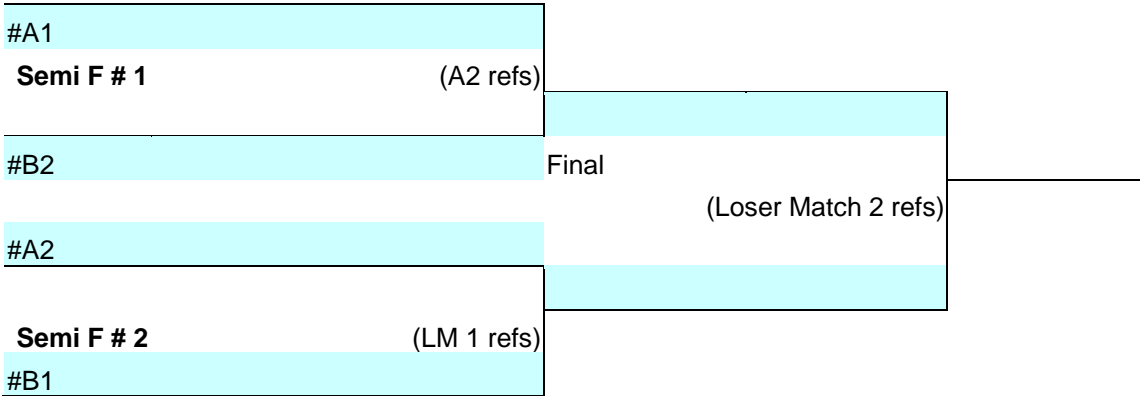 #A1
Semi F # 1 (A2 refs)
#B2 Final
(Loser Match 2 refs)
#A2
Semi F # 2 (LM 1 refs)
#B1